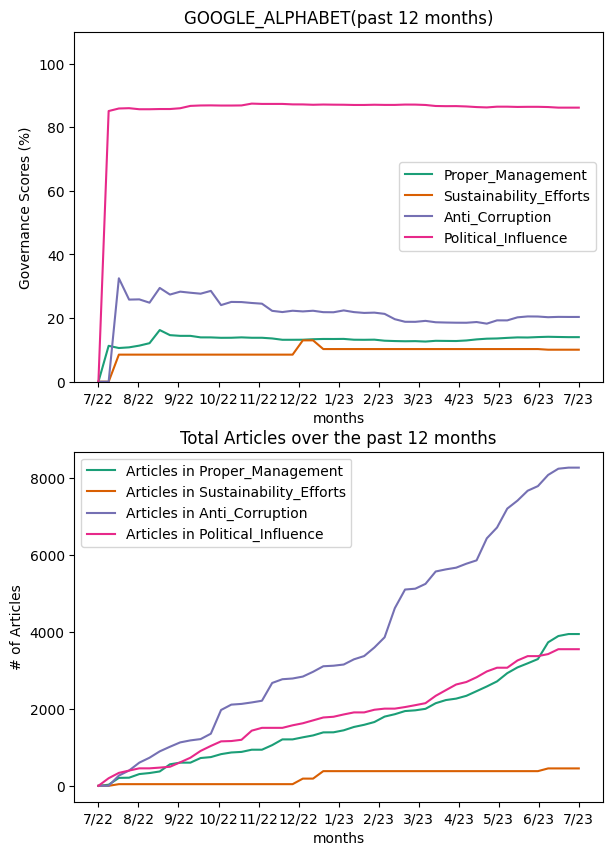 GOOGLE_ALPHABET(past 12 months)
Governance Scores (%)
100
80
60
40
20
0
Proper_Management
Sustainability_Efforts
Anti_Corruption
Political_Influence
7/22 8/22 9/22 10/22 11/22 12/22 1/23 2/23 3/23 4/23 5/23 6/23 7/23
months
Total Articles over the past 12 months
# of Articles
8000
6000
4000
2000
0
Articles in Proper_Management
Articles in Sustainability_Efforts
Articles in Anti_Corruption
Articles in Political_Influence
7/22 8/22 9/22 10/22 11/22 12/22 1/23 2/23 3/23 4/23 5/23 6/23 7/23
months